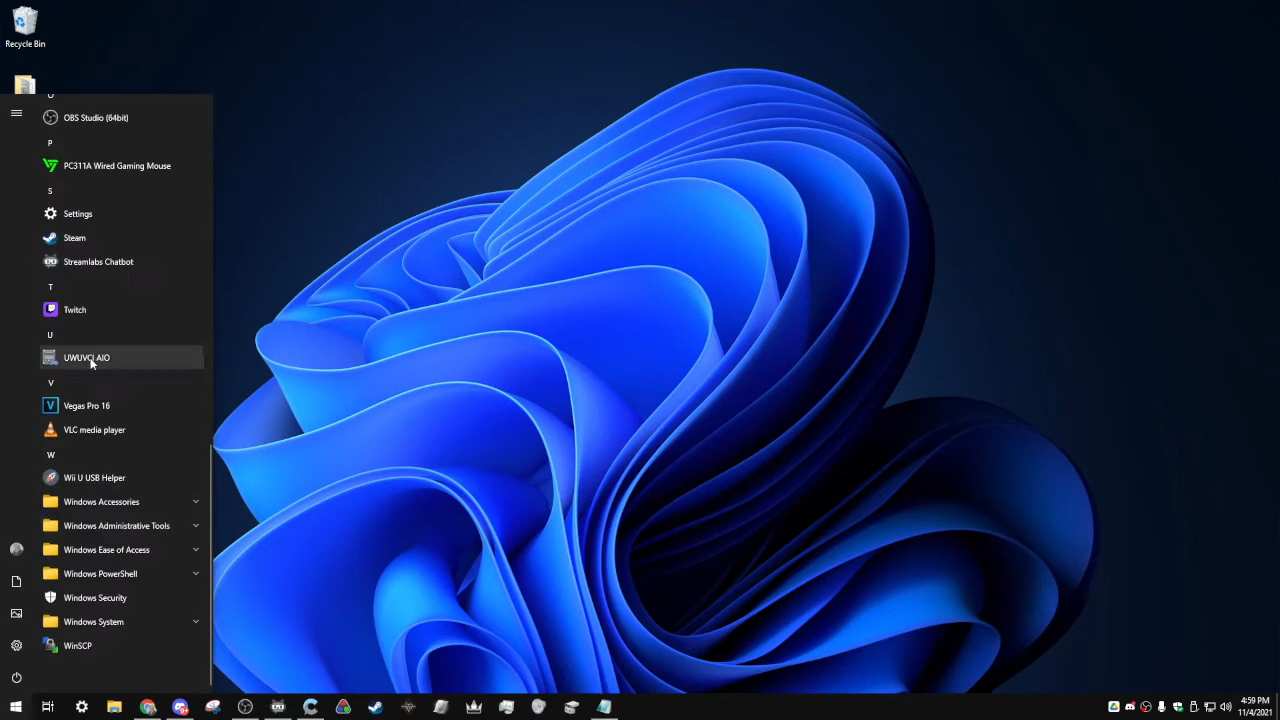 Recycle Bin
OBS Studio (64bit)
P
PC311A Wired Gaming Mouse
S
Settings
Steam
Streamlabs Chatbot
T
Twitch
U
UWUVCI AIO
V
Vegas Pro 16
VLC media player
W
Wii U USB Helper
Windows Accessories
Windows Administrative Tools
Windows Ease of Access
Windows PowerShell
Windows Security
Windows System
WinSCP
4:59 PM
11/4/2021